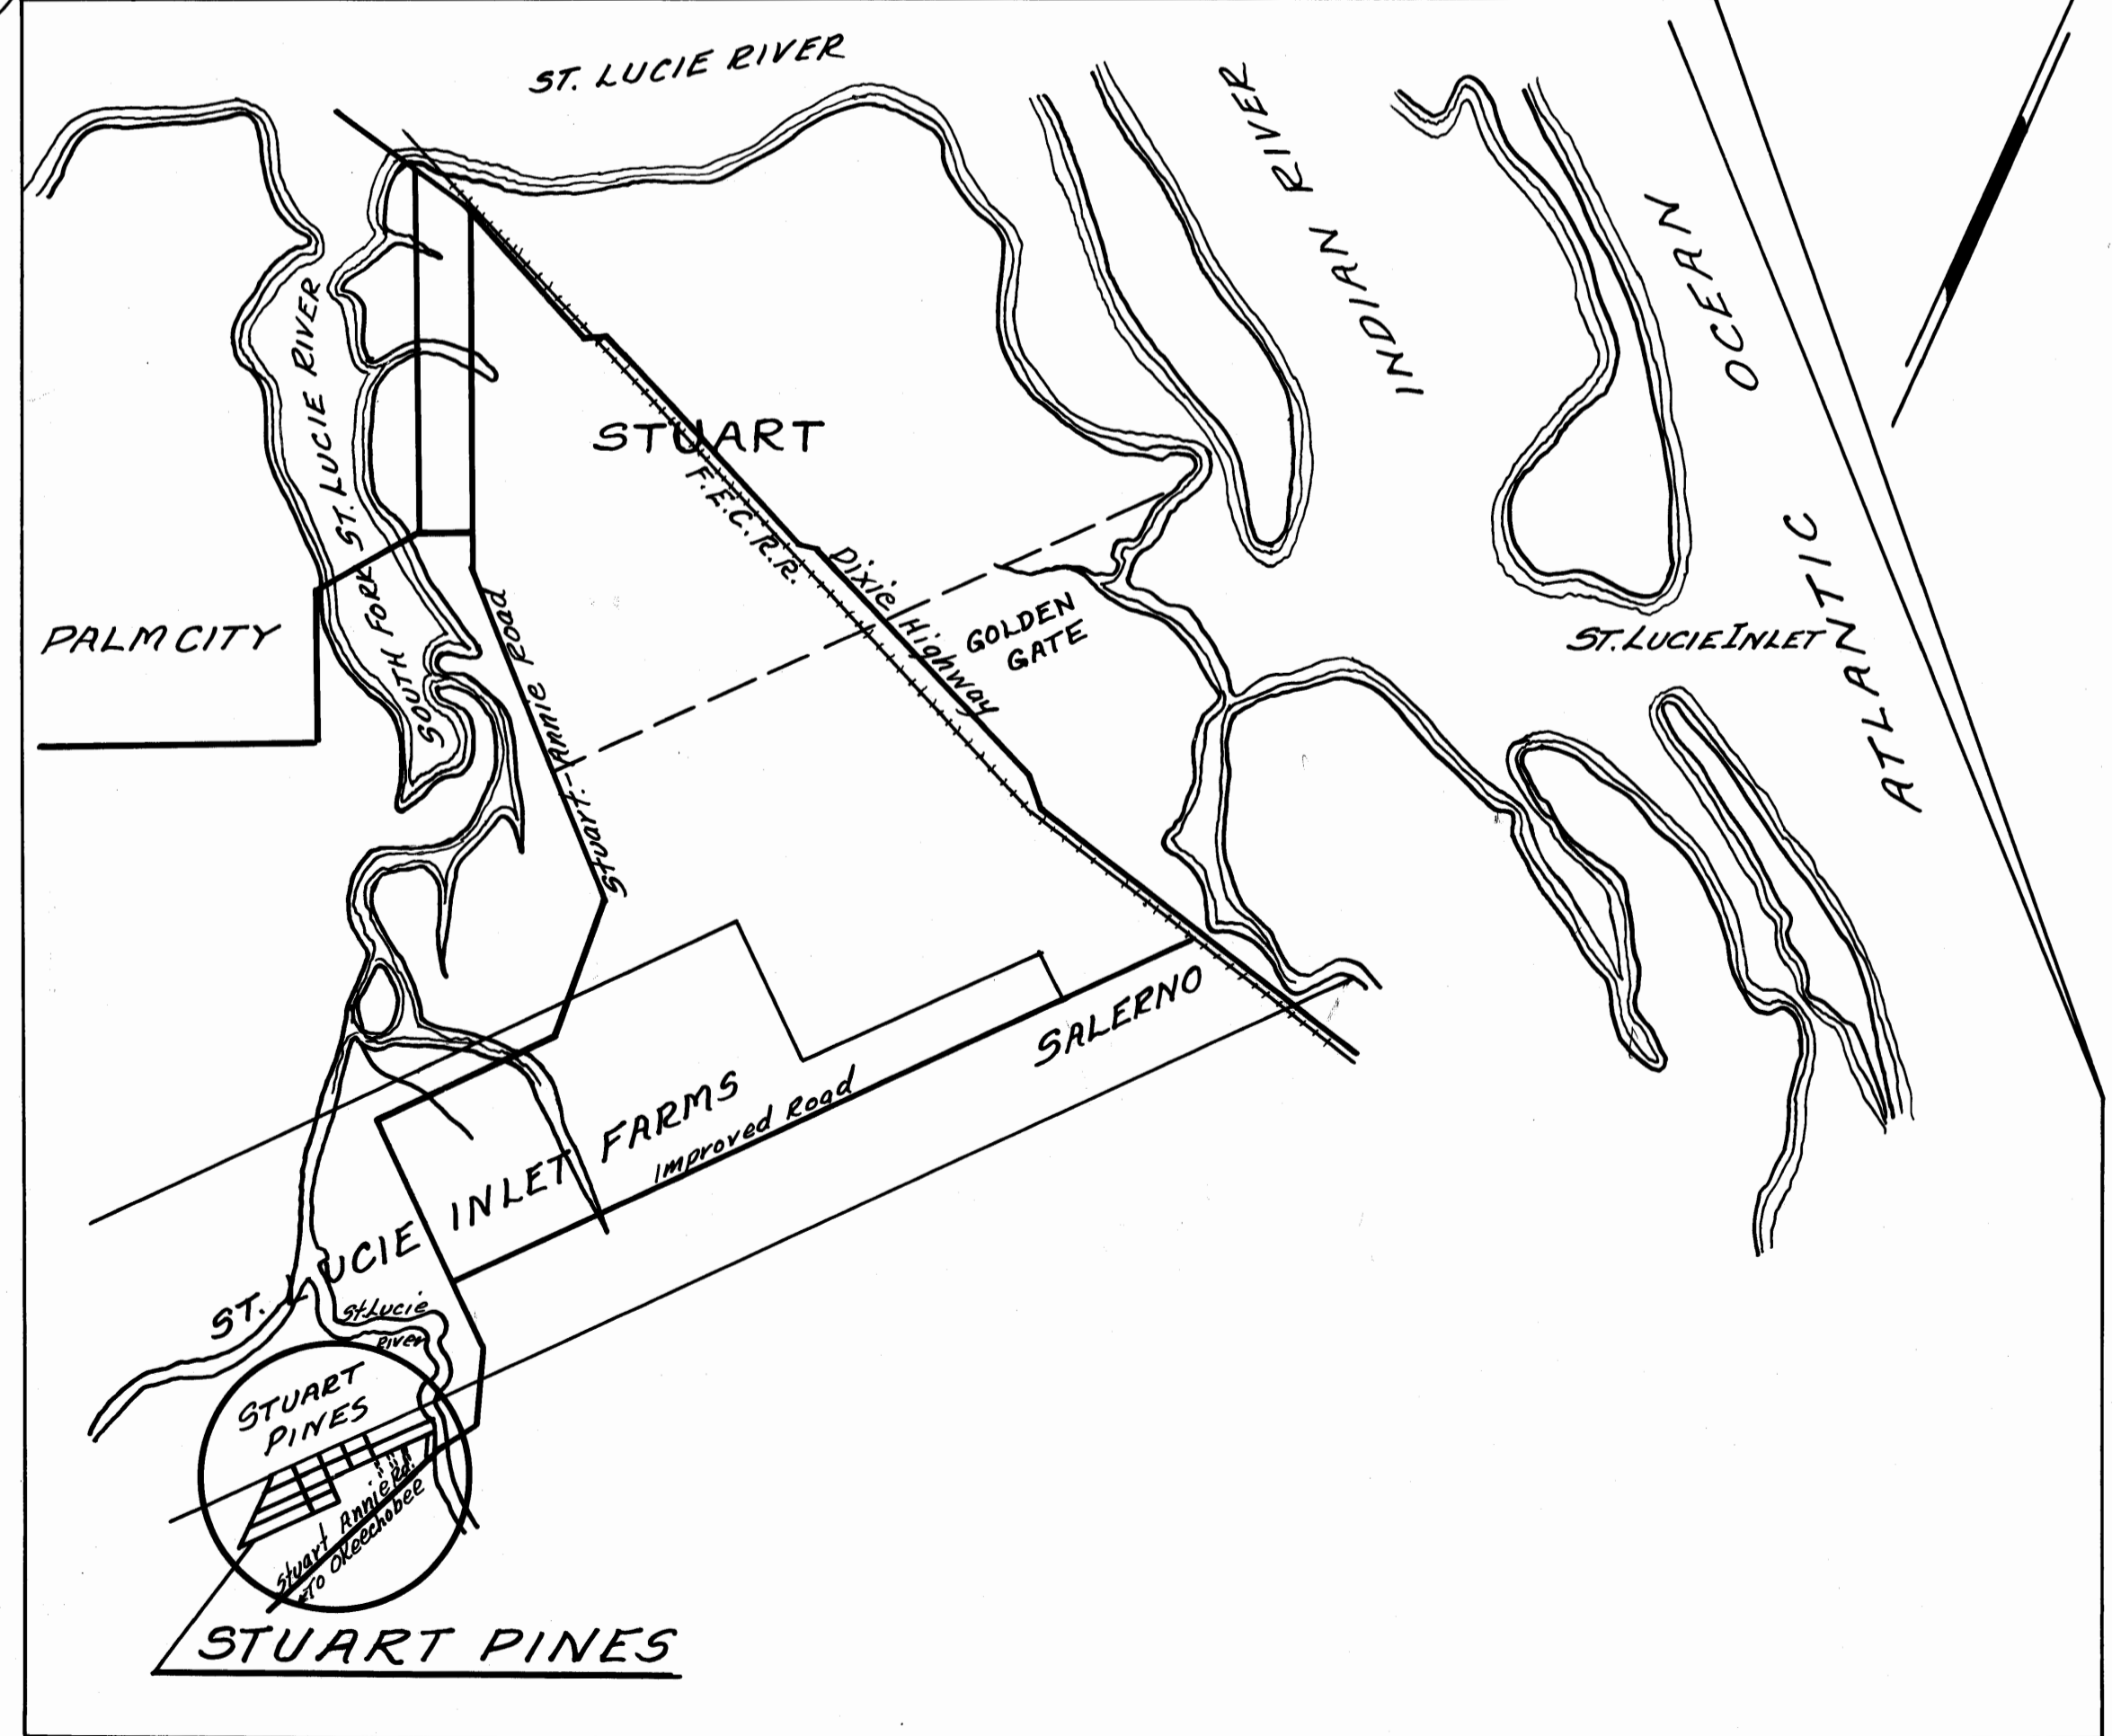 ST. LUCIE RIVER
INDIAN RIVER
ATLANTIC OCEAN
SOUTH FORK ST. LUCIE RIVER
STUART
F.E.C.R.R.
Dixie Highway
PALM CITY
Stuart-Annie Road
GOLDEN
GATE
ST. LUCIE INLET
SALERNO
ST. LUCIE INLET FARMS
Improved Road
St. Lucie
River
STUART
PINES
Stuart Annie Rd.
To Okeechobee
STUART PINES